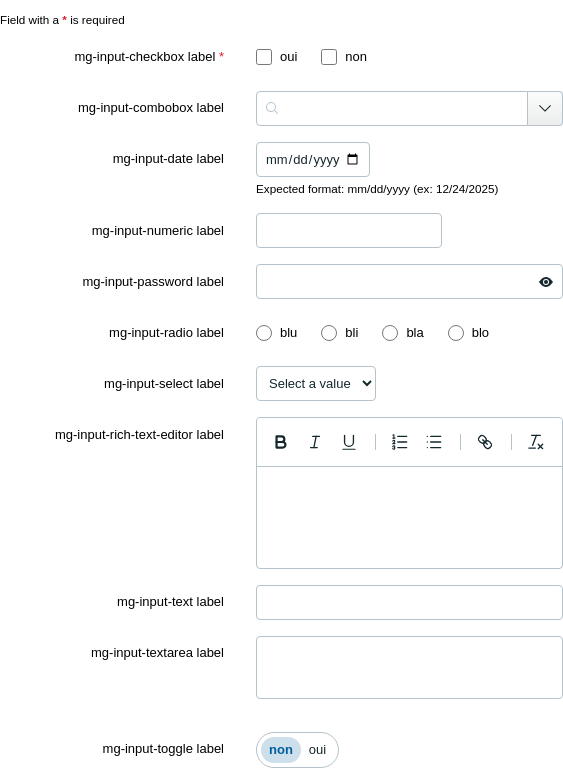 Field with a * is required
mg-input-checkbox label * oui non
mg-input-combobox label
mg-input-date label mm/dd/yyyy
Expected format: mm/dd/yyyy (ex: 12/24/2025)
mg-input-numeric label
mg-input-password label
mg-input-radio label blu bli bla blo
mg-input-select label Select a value
mg-input-rich-text-editor label
mg-input-text label
mg-input-textarea label
mg-input-toggle label non oui